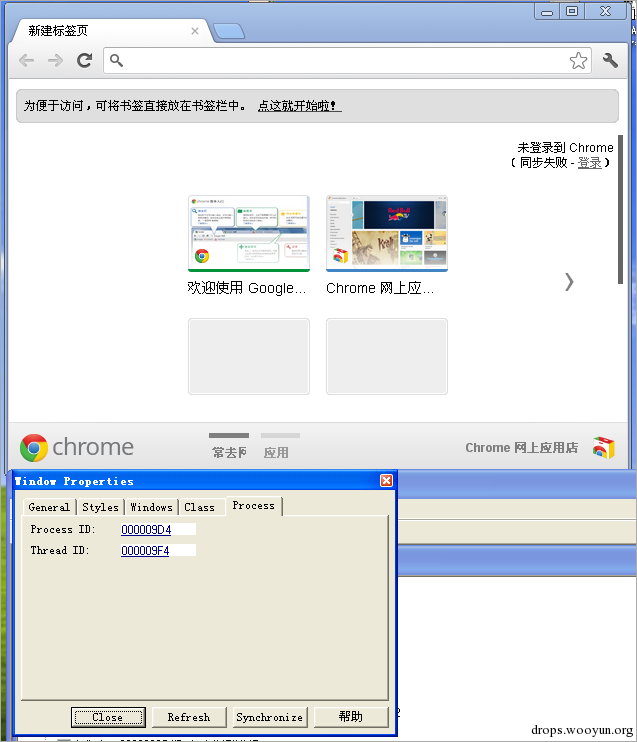 新建标签页
为便于访问，可将书签直接放在书签栏中。 点这就开始啦！
未登录到 Chrome
( 同步失败 - 登录 )
欢迎使用 Google... Chrome 网上应...
chrome 常去网 应用 Chrome 网上应用店
Window Properties
General Styles Windows Class Process
Process ID: 000009D4
Thread ID: 000009F4
Close Refresh Synchronize 帮助
drops.wooyun.org